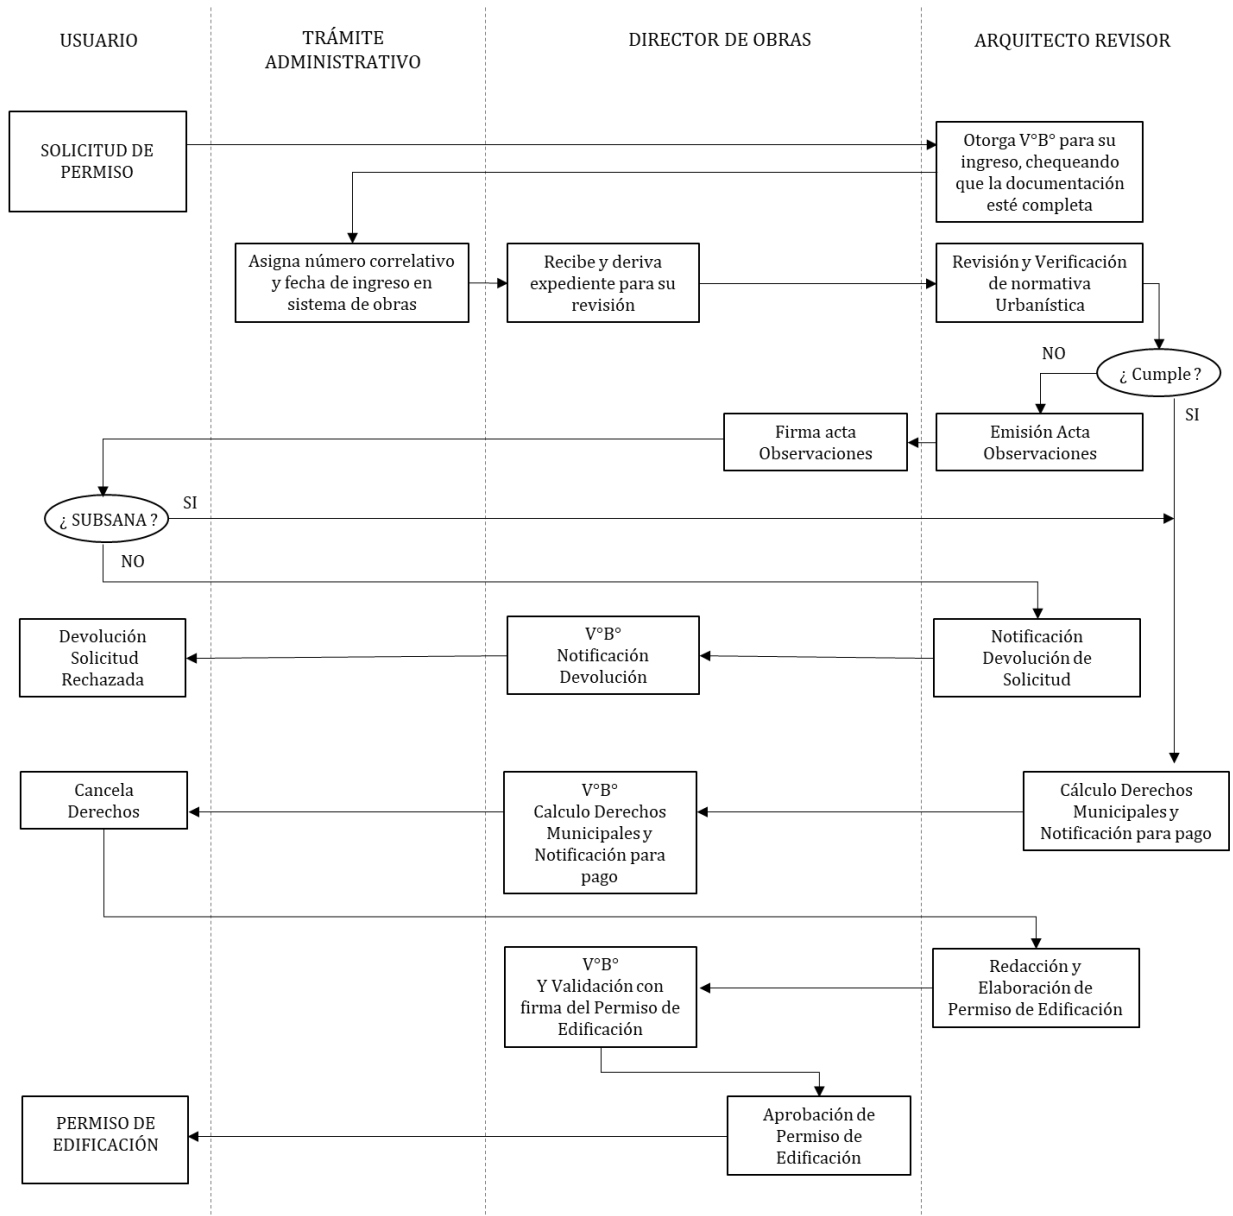 USUARIO
TRÁMITE
ADMINISTRATIVO
DIRECTOR DE OBRAS
ARQUITECTO REVISOR
SOLICITUD DE
PERMISO
Otorga V°B° para su
ingreso, chequeando
que la documentación
esté completa
Asigna número correlativo
y fecha de ingreso en
sistema de obras
Recibe y deriva
expediente para su
revisión
Revisión y Verificación
de normativa
Urbanística
¿ Cumple ?
NO
SI
Emisión Acta
Observaciones
Firma acta
Observaciones
¿ SUBSANA ?
SI
NO
Devolución
Solicitud
Rechazada
V°B°
Notificación
Devolución
Notificación
Devolución de
Solicitud
Cancela
Derechos
V°B°
Calculo Derechos
Municipales y
Notificación para
pago
Cálculo Derechos
Municipales y
Notificación para pago
V°B°
Y Validación con
firma del Permiso de
Edificación
Redacción y
Elaboración de
Permiso de Edificación
PERMISO DE
EDIFICACIÓN
Aprobación de
Permiso de
Edificación